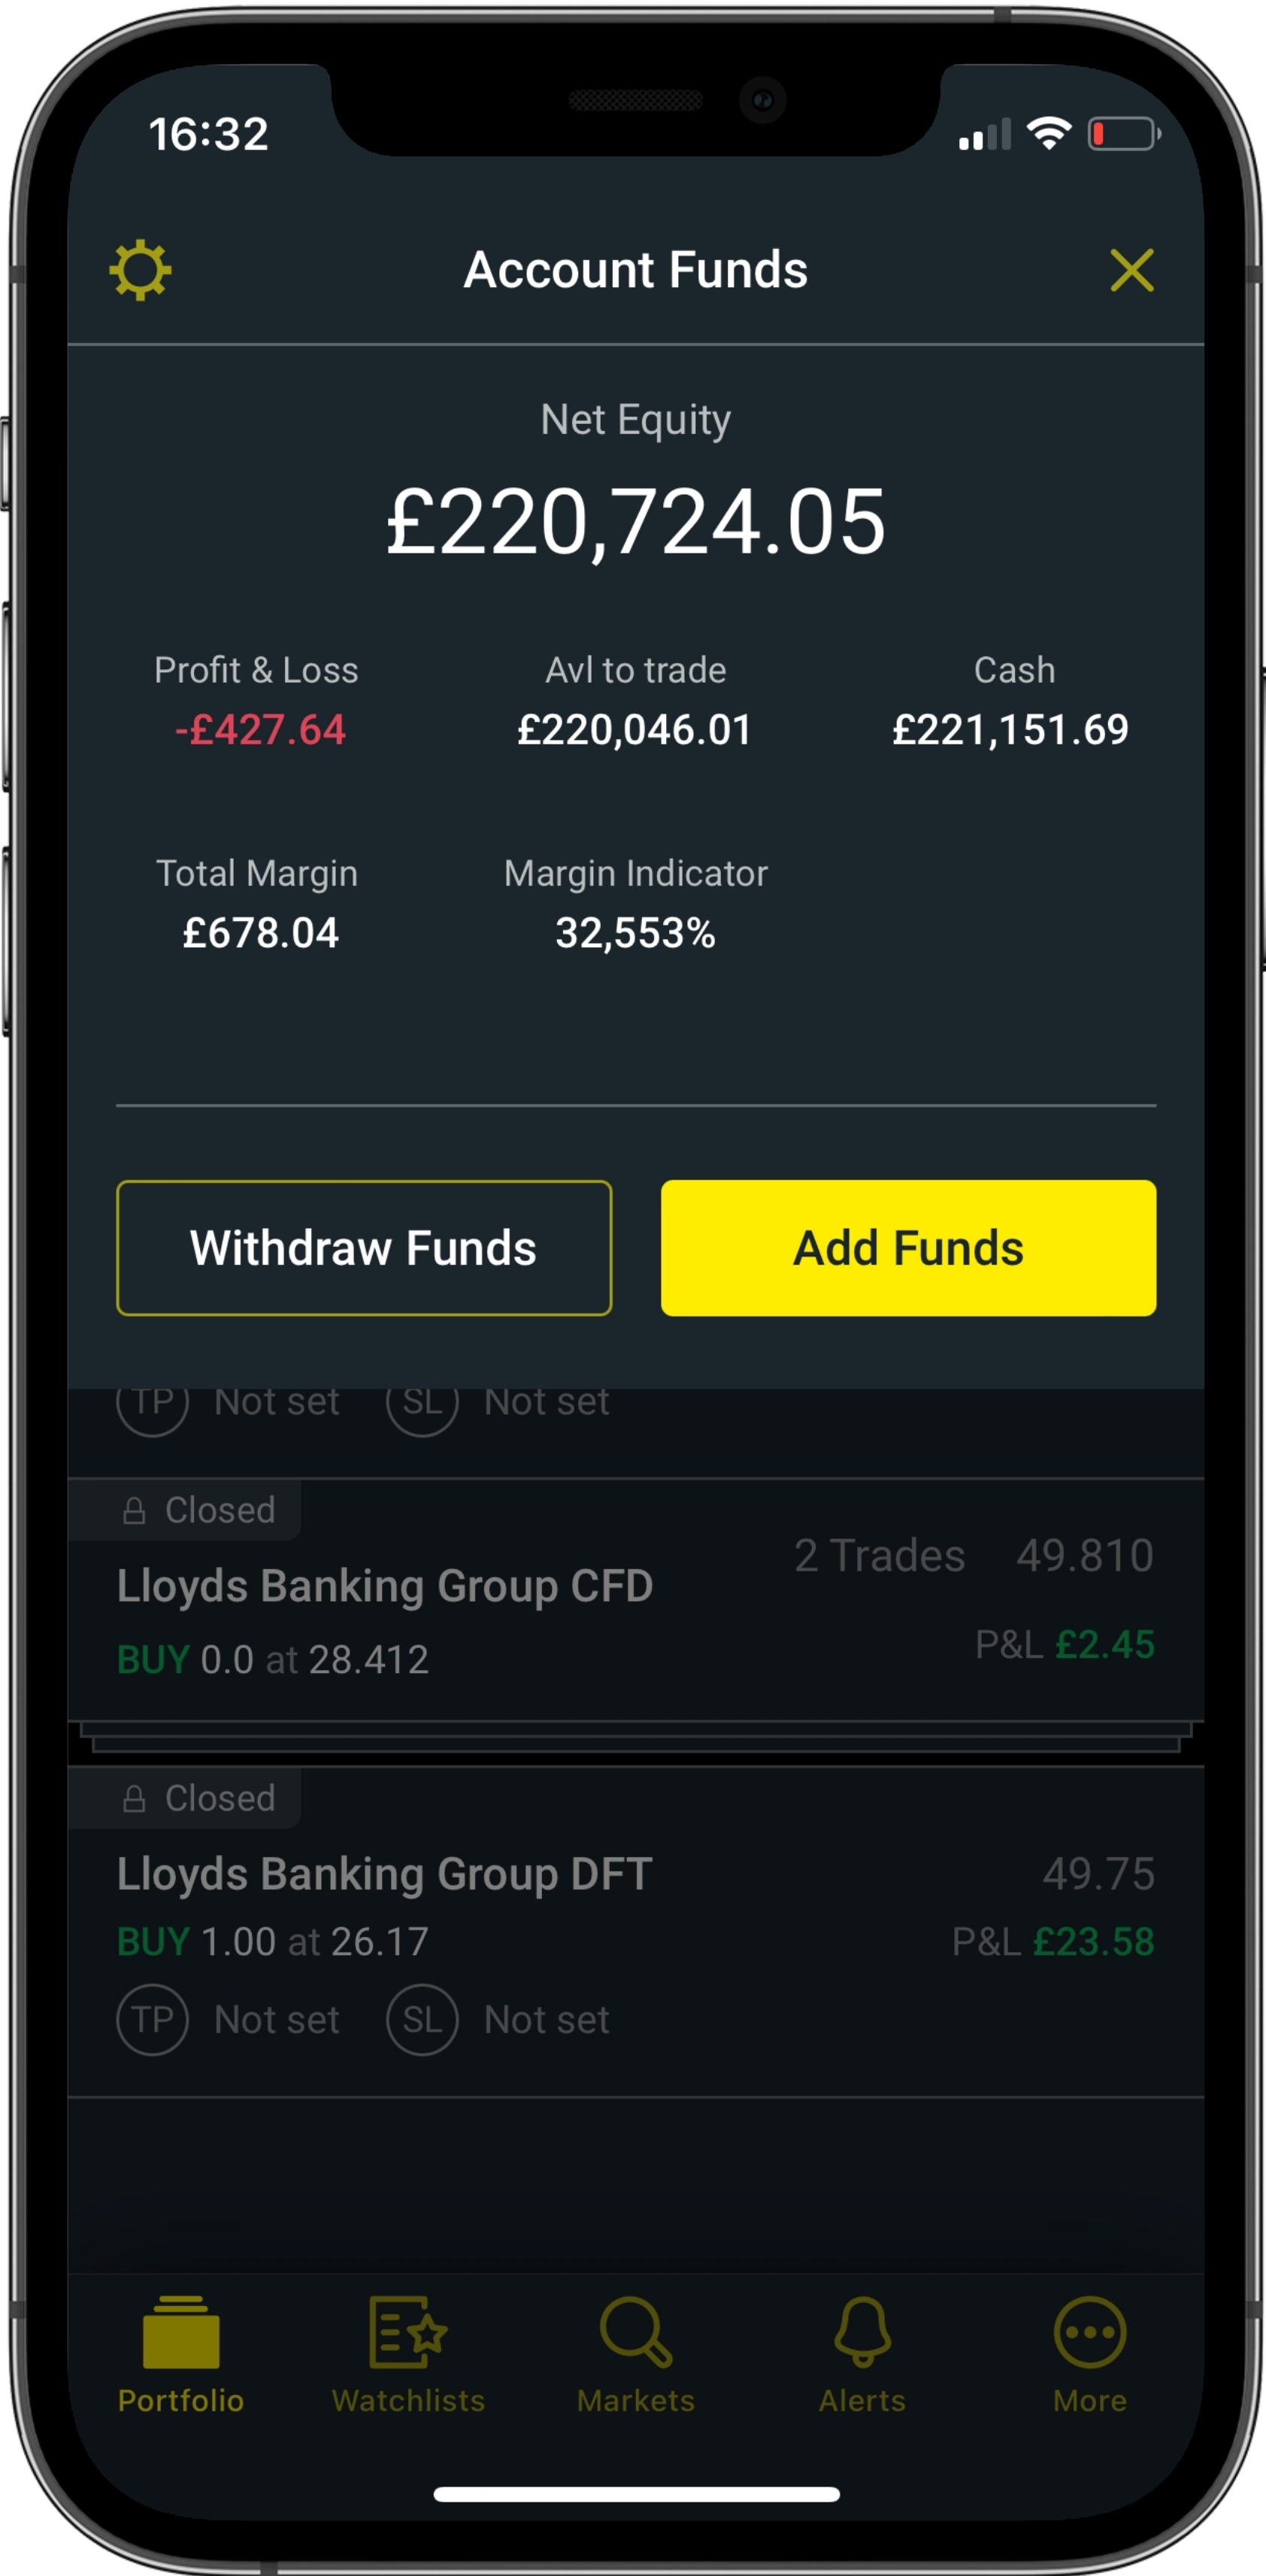 16:32
Account Funds
Net Equity
£220,724.05
Profit & Loss Avl to trade Cash
-£427.64 £220,046.01 £221,151.69
Total Margin Margin Indicator
£678.04 32,553%
Withdraw Funds Add Funds
TP Not set SL Not set
Closed
2 Trades 49.810
Lloyds Banking Group CFD
P&L £2.45
BUY 0.0 at 28.412
Closed
Lloyds Banking Group DFT 49.75
BUY 1.00 at 26.17 P&L £23.58
TP Not set SL Not set
Portfolio Watchlists Markets Alerts More